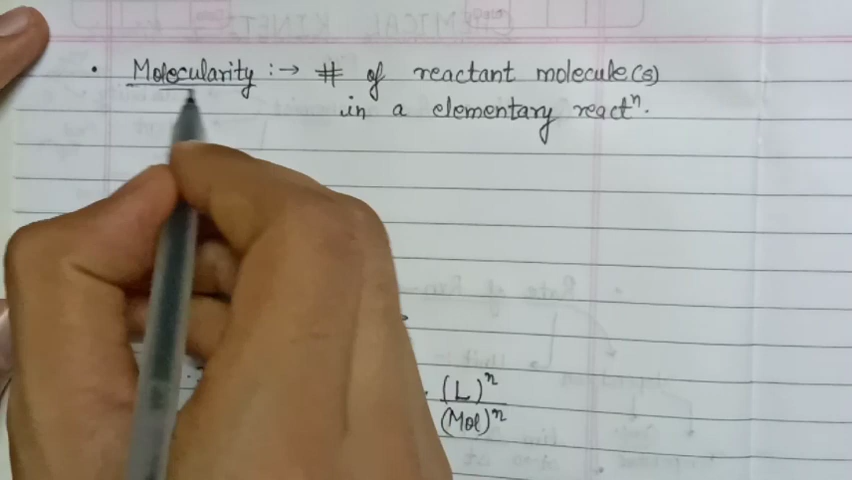 • Molecularity :→ # of reactant molecule(s)
in a elementary reactⁿ.
(L)ⁿ
(Mol)ⁿ